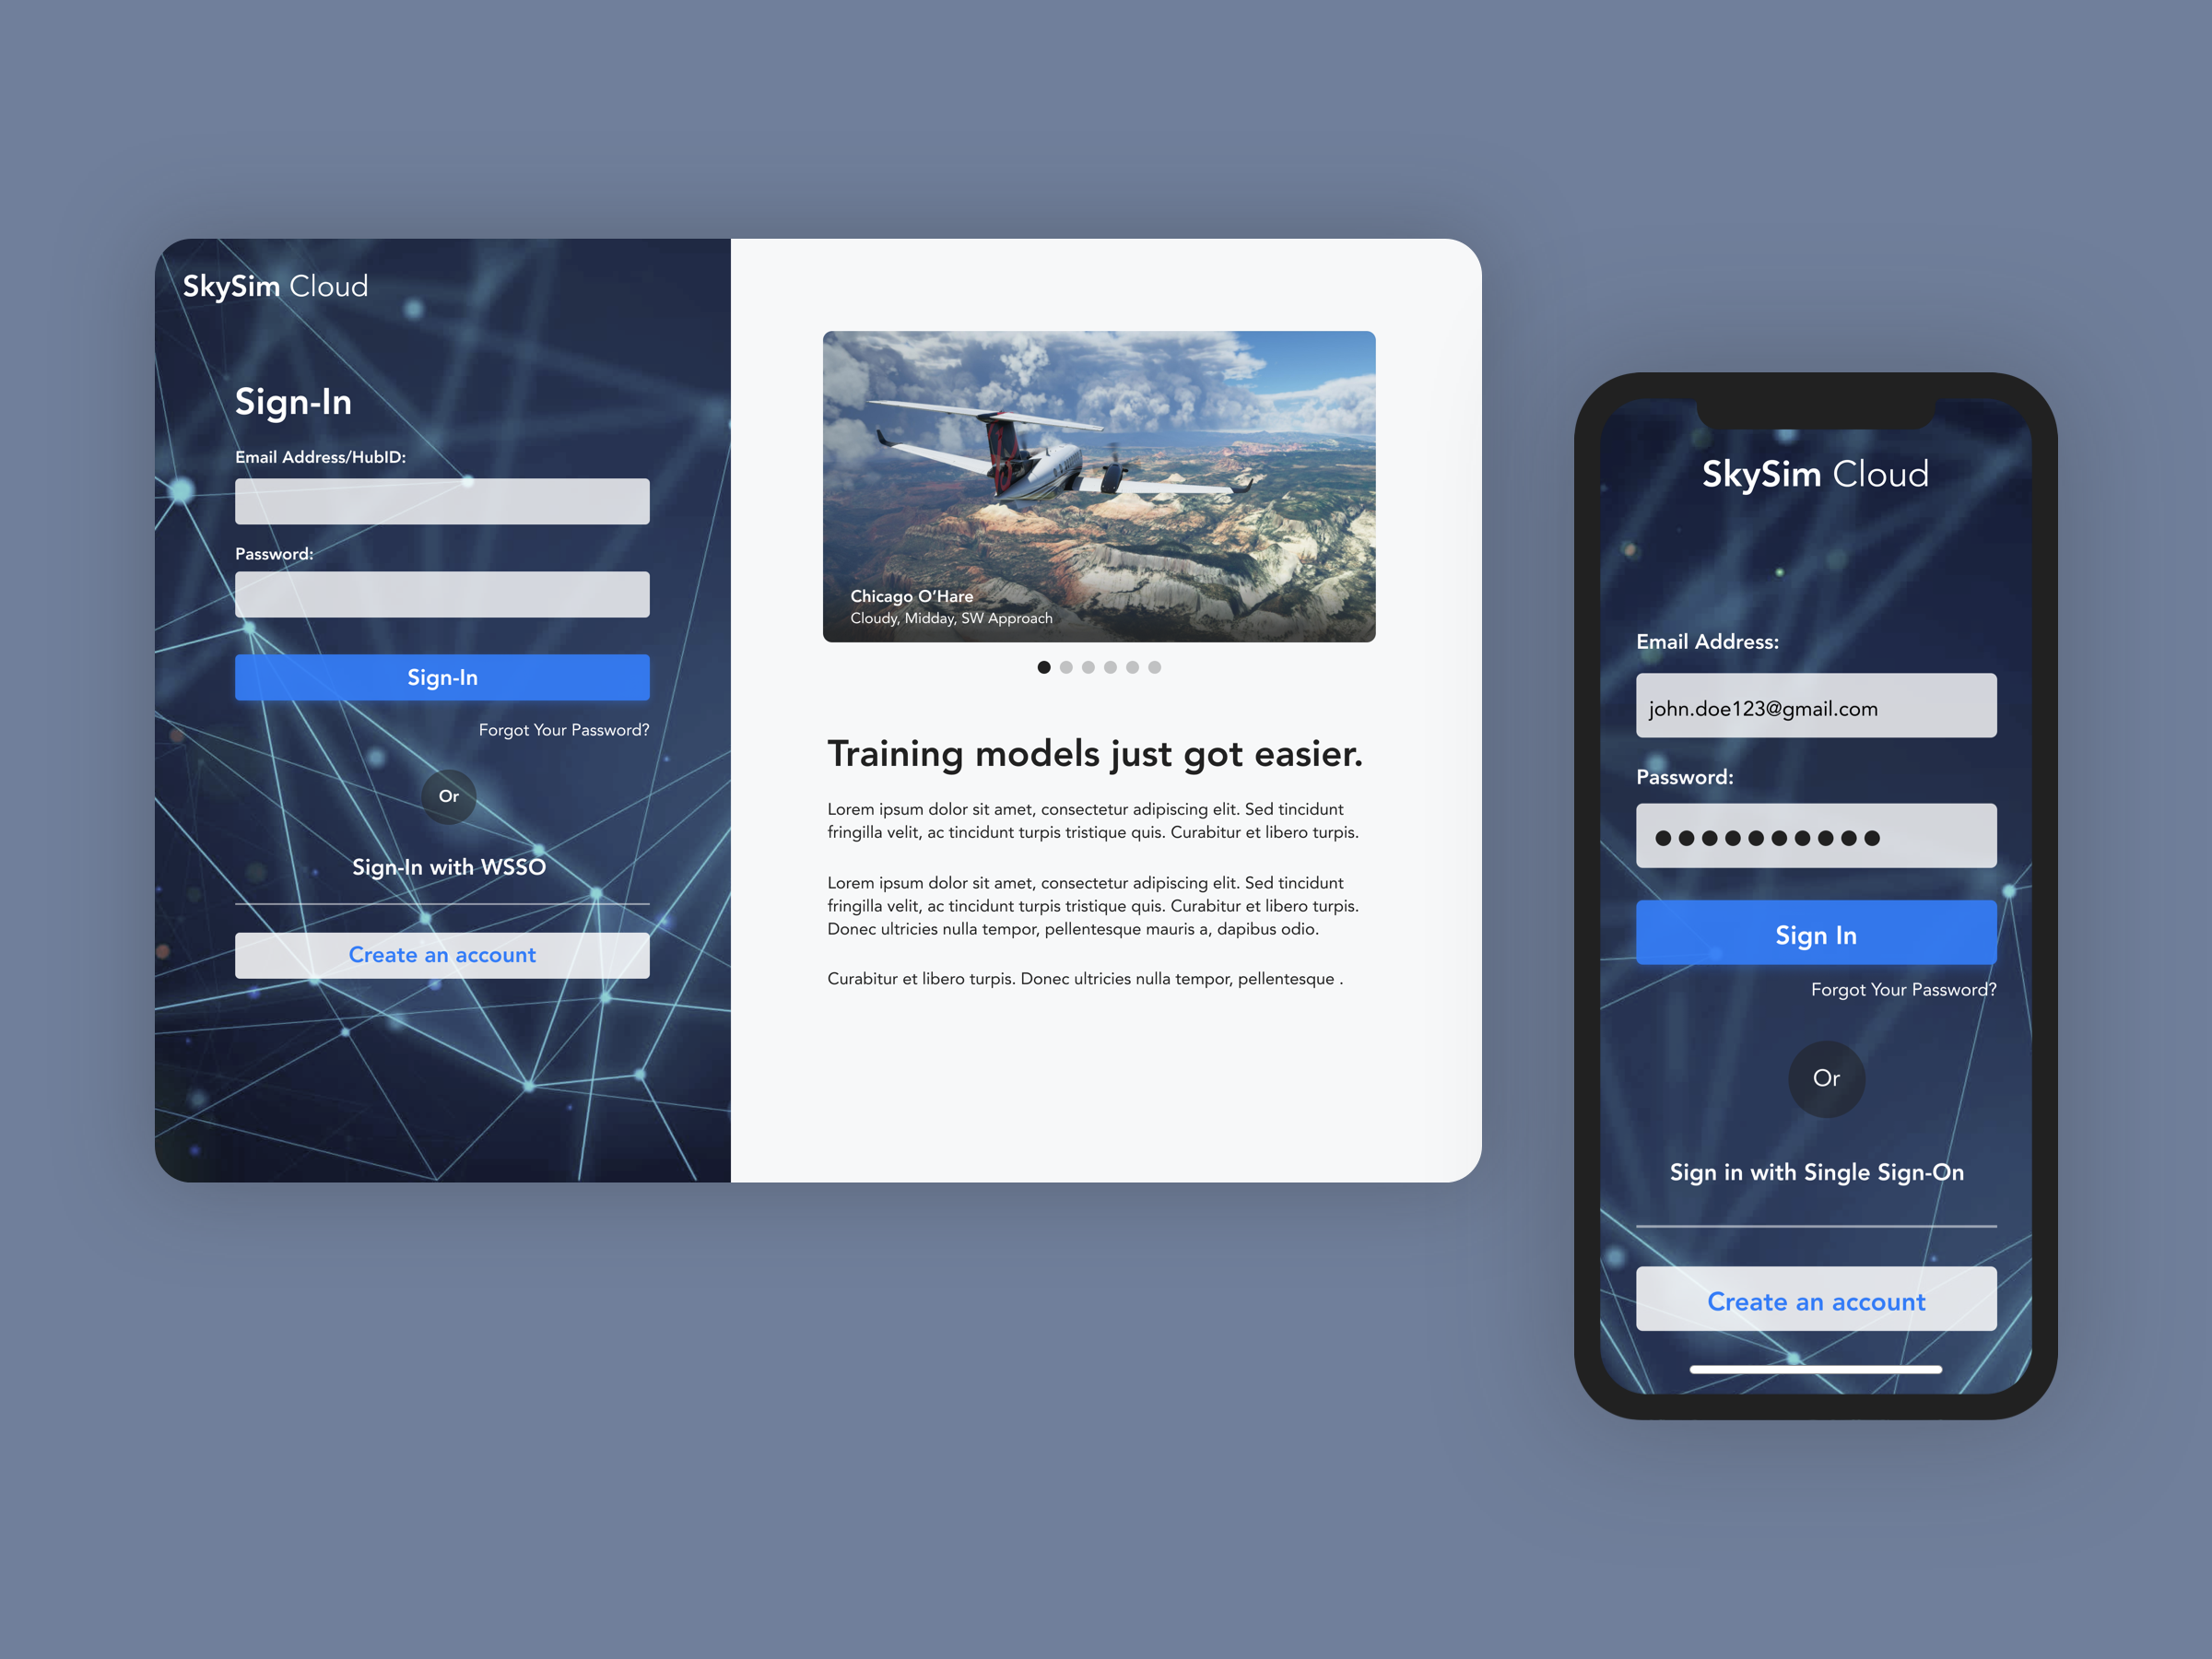 SkySim Cloud
Sign-In
Email Address/HubID:
Password:
Sign-In
Forgot Your Password?
Or
Sign-In with WSSO
Create an account
Chicago O’Hare
Cloudy, Midday, SW Approach
Training models just got easier.
Lorem ipsum dolor sit amet, consectetur adipiscing elit. Sed tincidunt
fringilla velit, ac tincidunt turpis tristique quis. Curabitur et libero turpis.
Lorem ipsum dolor sit amet, consectetur adipiscing elit. Sed tincidunt
fringilla velit, ac tincidunt turpis tristique quis. Curabitur et libero turpis.
Donec ultricies nulla tempor, pellentesque mauris a, dapibus odio.
Curabitur et libero turpis. Donec ultricies nulla tempor, pellentesque .
SkySim Cloud
Email Address:
john.doe123@gmail.com
Password:
Sign In
Forgot Your Password?
Or
Sign in with Single Sign-On
Create an account